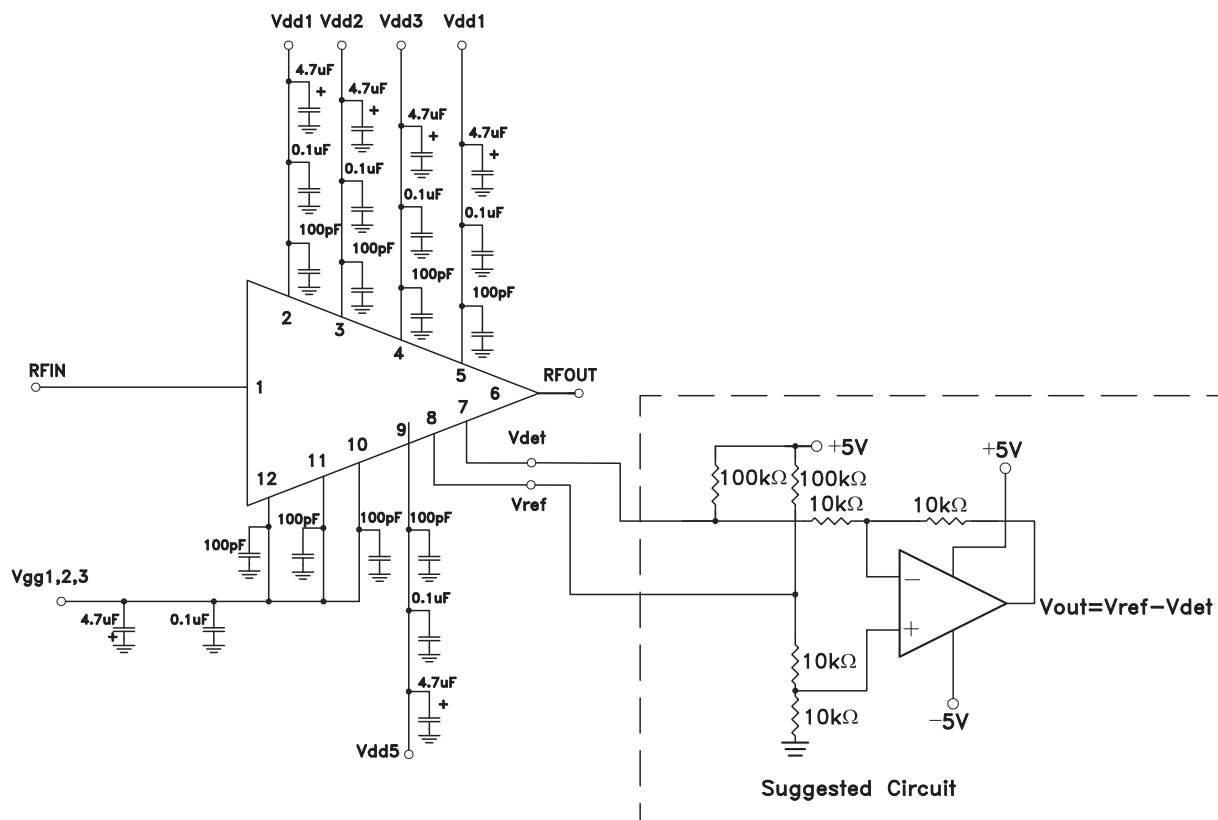 Vdd1 Vdd2 Vdd3 Vdd1
4.7uF
+
4.7uF
+
4.7uF
+
4.7uF
+
0.1uF
0.1uF
0.1uF
0.1uF
100pF
100pF
100pF
100pF
2
3
4
5
RFIN
1
6
RFOUT
7
8
9
10
11
12
Vdet
Vref
100pF
100pF
100pF
100pF
Vgg1,2,3
4.7uF
+
0.1uF
0.1uF
4.7uF
+
Vdd5
+5V
+5V
100kΩ
100kΩ
10kΩ
10kΩ
−
+
Vout=Vref−Vdet
10kΩ
10kΩ
−5V
Suggested Circuit